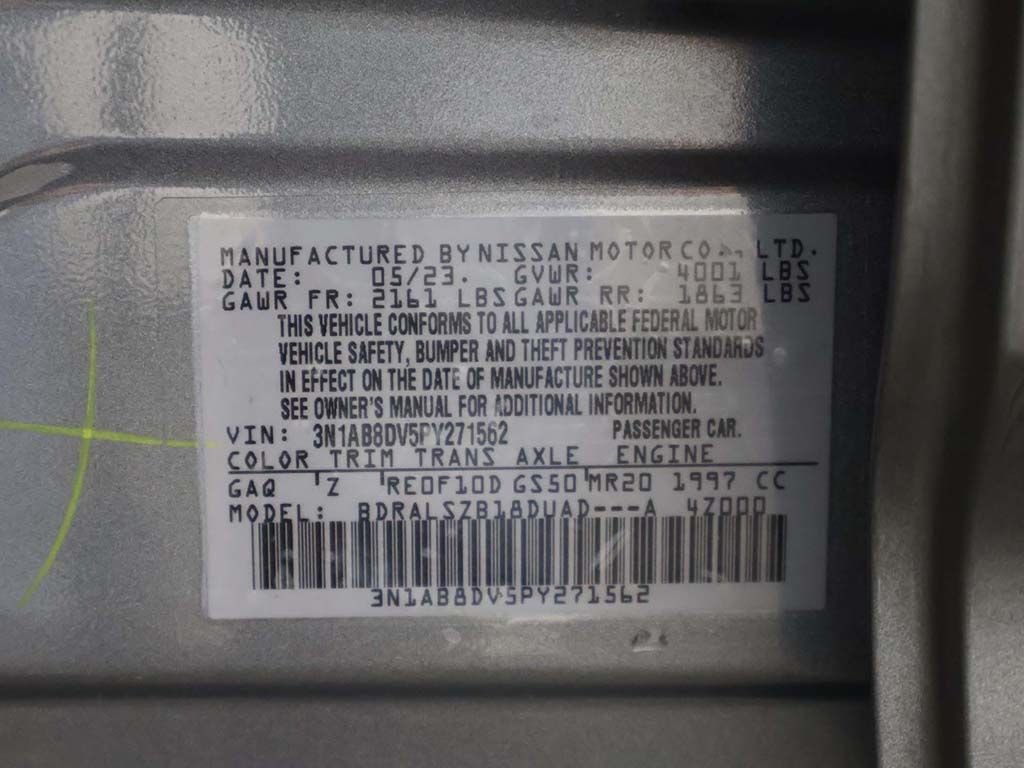 MANUFACTURED BY NISSAN MOTOR CO., LTD.
DATE: 05/23. GVWR: 4001 LBS
GAWR FR: 2161 LBS GAWR RR: 1863 LBS
THIS VEHICLE CONFORMS TO ALL APPLICABLE FEDERAL MOTOR
VEHICLE SAFETY, BUMPER AND THEFT PREVENTION STANDARDS
IN EFFECT ON THE DATE OF MANUFACTURE SHOWN ABOVE.
SEE OWNER'S MANUAL FOR ADDITIONAL INFORMATION.
VIN: 3N1AB8DV5PY271562 PASSENGER CAR.
COLOR TRIM TRANS AXLE ENGINE
GAQ Z RE0F10D GS50 MR20 1997 CC
MODEL: BDRALSZB18DUAD---A 4Z000
3N1AB8DV5PY271562